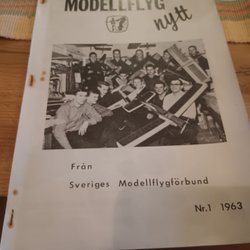 MODELLFLYG
nytt
Från
Sveriges Modellflygförbund
Nr.1 1963